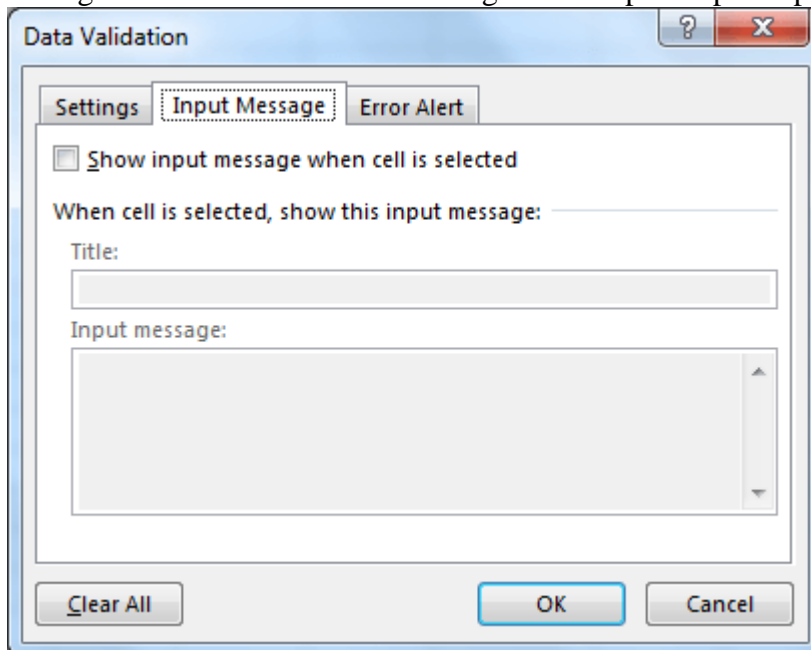 Data Validation
Settings Input Message Error Alert
Show input message when cell is selected
When cell is selected, show this input message:
Title:
Input message:
Clear All OK Cancel